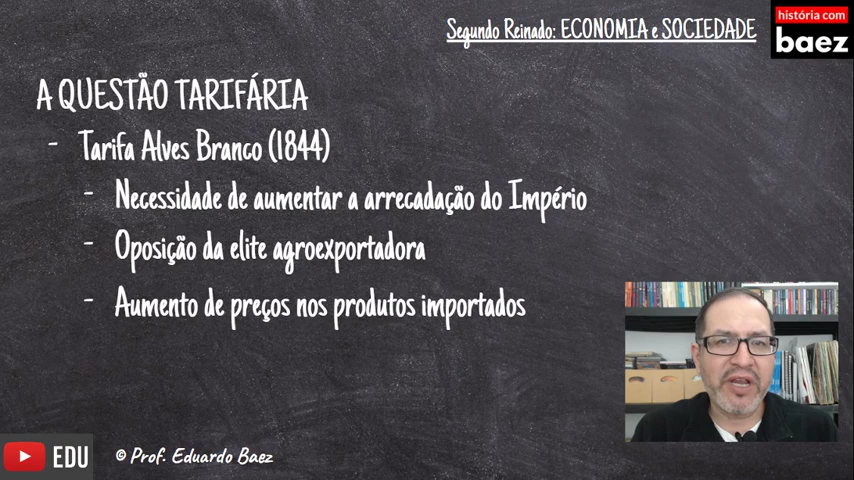 história com
baez
Segundo Reinado: ECONOMIA e SOCIEDADE
A QUESTÃO TARIFÁRIA
- Tarifa Alves Branco (1844)
- Necessidade de aumentar a arrecadação do Império
- Oposição da elite agroexportadora
- Aumento de preços nos produtos importados
EDU
© Prof. Eduardo Baez